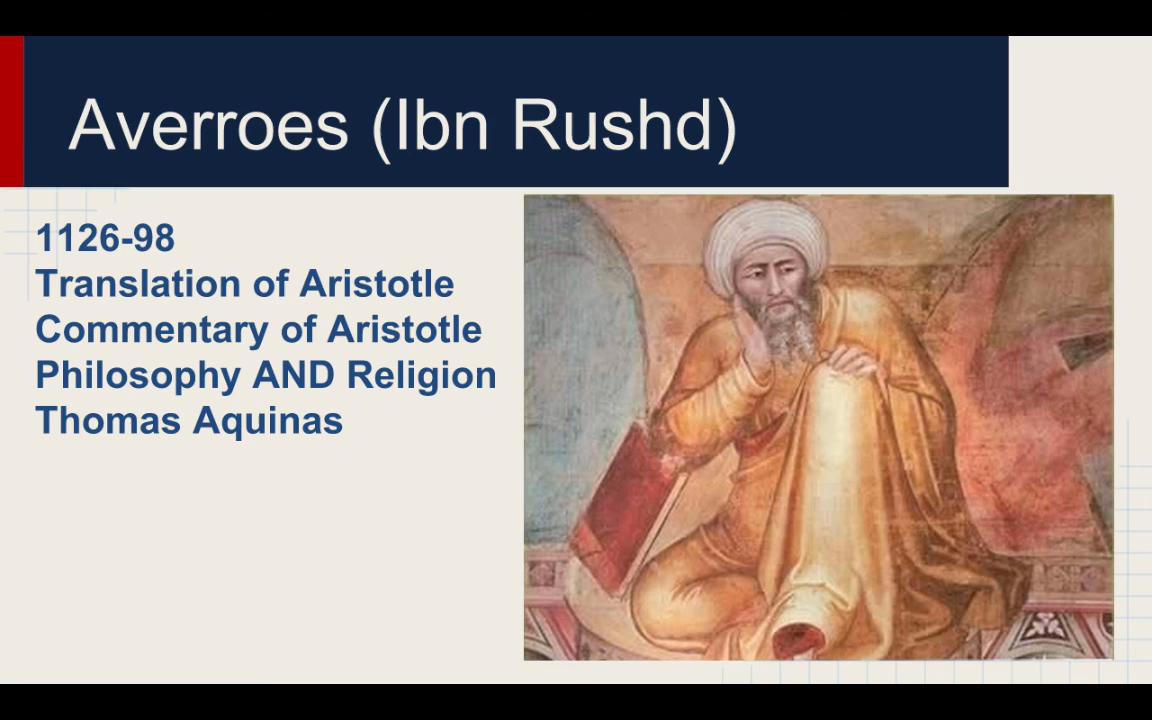 Averroes (Ibn Rushd)
1126-98
Translation of Aristotle
Commentary of Aristotle
Philosophy AND Religion
Thomas Aquinas